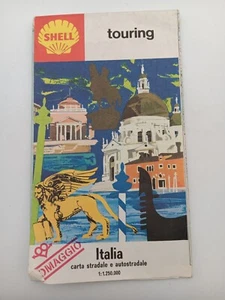 SHELL
touring
Italia
carta stradale e autostradale
1:1.250.000
OMAGGIO